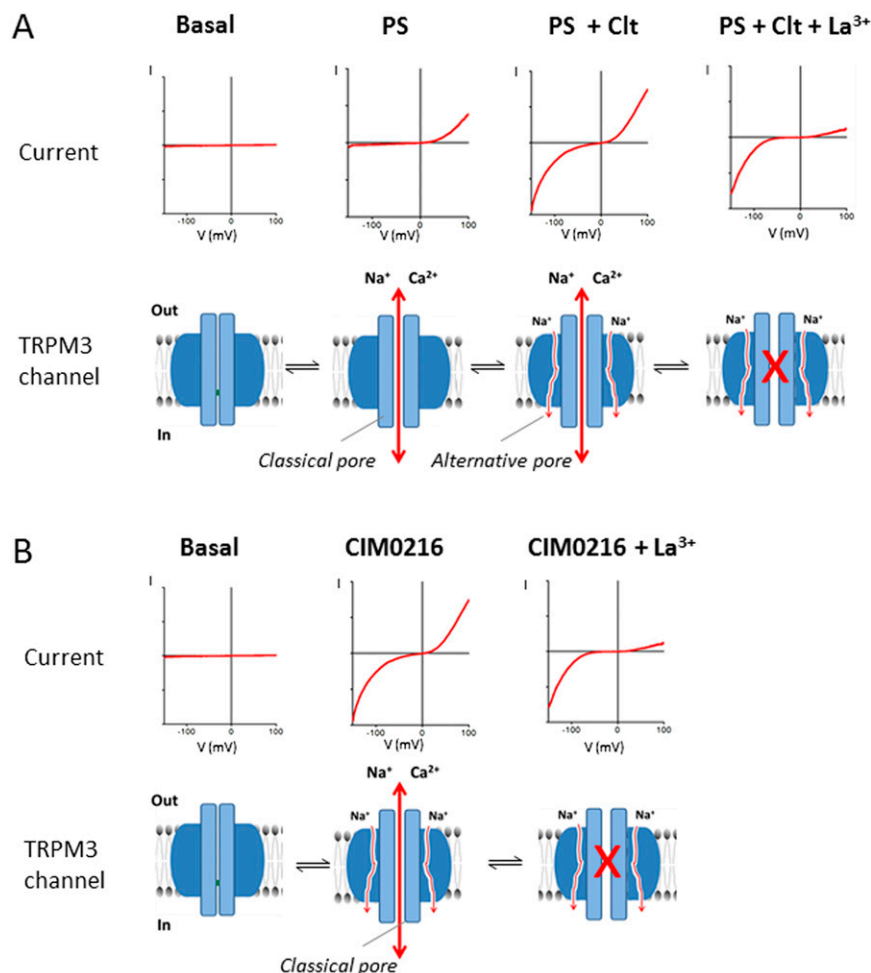 A
Basal
PS
PS + Clt
PS + Clt + La³⁺
Current
I
-100 0 100
V (mV)
I
-100 0 100
V (mV)
I
-100 0 100
V (mV)
I
-100 0 100
V (mV)
TRPM3
channel
Out
In
Na⁺ Ca²⁺
Classical pore
Na⁺ Ca²⁺
Na⁺ Na⁺
Alternative pore
Na⁺ Na⁺
X
B
Basal
CIM0216
CIM0216 + La³⁺
Current
I
-100 0 100
V (mV)
I
-100 0 100
V (mV)
I
-100 0 100
V (mV)
TRPM3
channel
Out
In
Na⁺ Ca²⁺
Na⁺ Na⁺
Classical pore
Na⁺ Na⁺
X